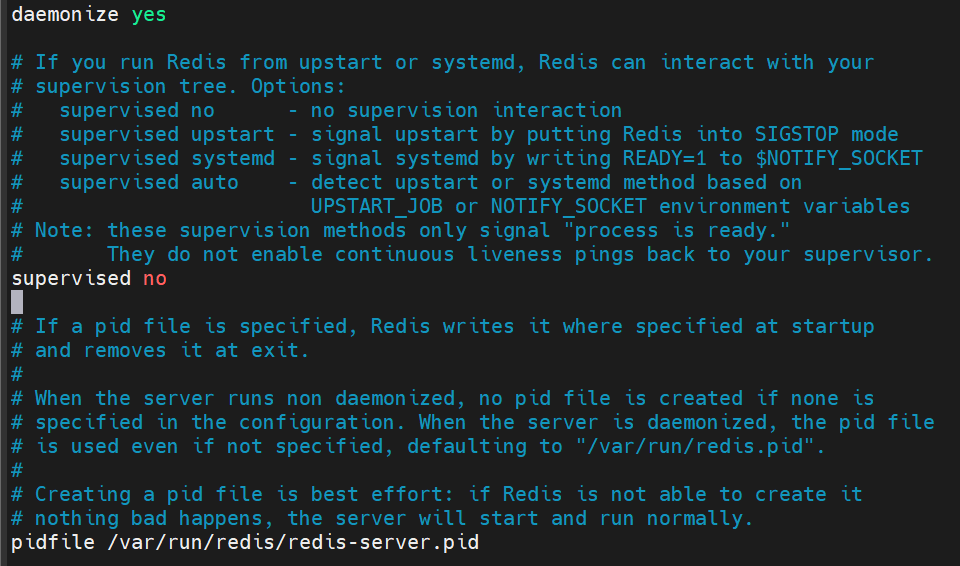 daemonize yes
# If you run Redis from upstart or systemd, Redis can interact with your
# supervision tree. Options:
#   supervised no      - no supervision interaction
#   supervised upstart - signal upstart by putting Redis into SIGSTOP mode
#   supervised systemd - signal systemd by writing READY=1 to $NOTIFY_SOCKET
#   supervised auto    - detect upstart or systemd method based on
#                        UPSTART_JOB or NOTIFY_SOCKET environment variables
# Note: these supervision methods only signal "process is ready."
#       They do not enable continuous liveness pings back to your supervisor.
supervised no
# If a pid file is specified, Redis writes it where specified at startup
# and removes it at exit.
#
# When the server runs non daemonized, no pid file is created if none is
# specified in the configuration. When the server is daemonized, the pid file
# is used even if not specified, defaulting to "/var/run/redis.pid".
#
# Creating a pid file is best effort: if Redis is not able to create it
# nothing bad happens, the server will start and run normally.
pidfile /var/run/redis/redis-server.pid